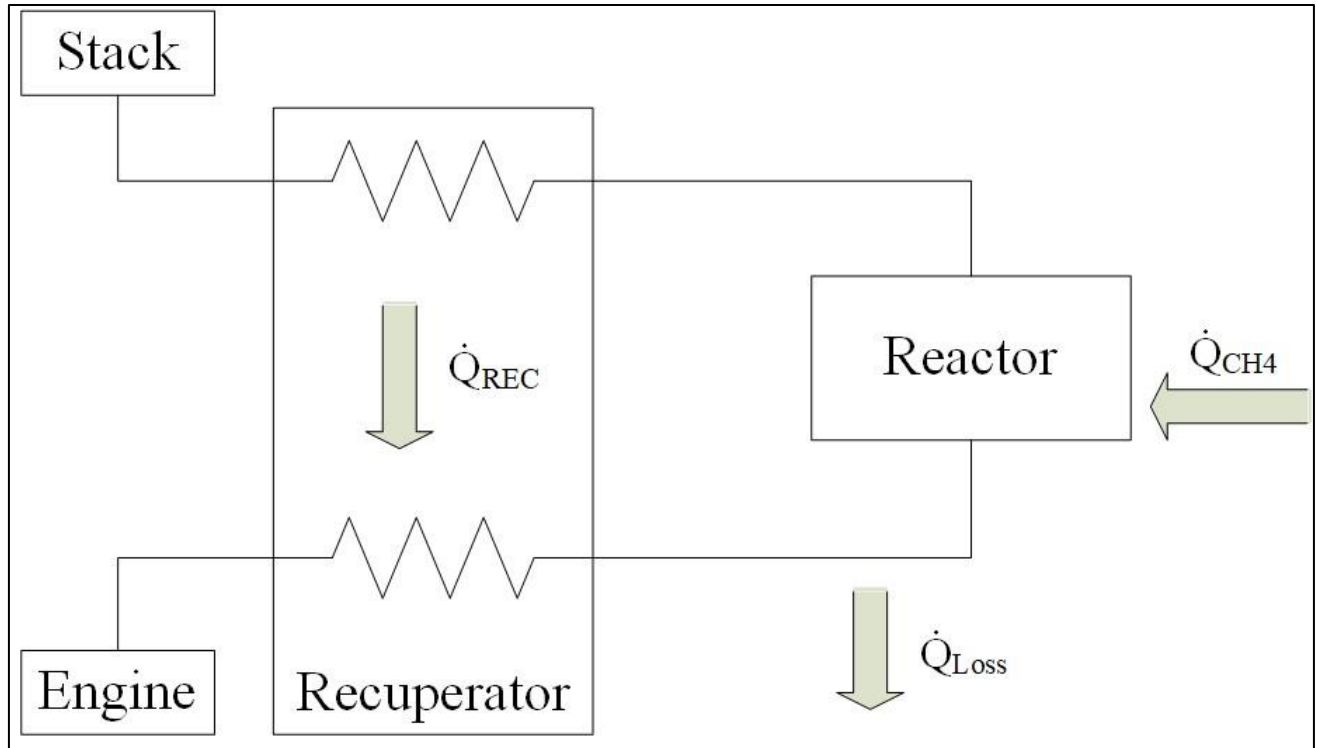 Stack
Reactor
Q̇CH4
Q̇REC
Q̇Loss
Engine
Recuperator